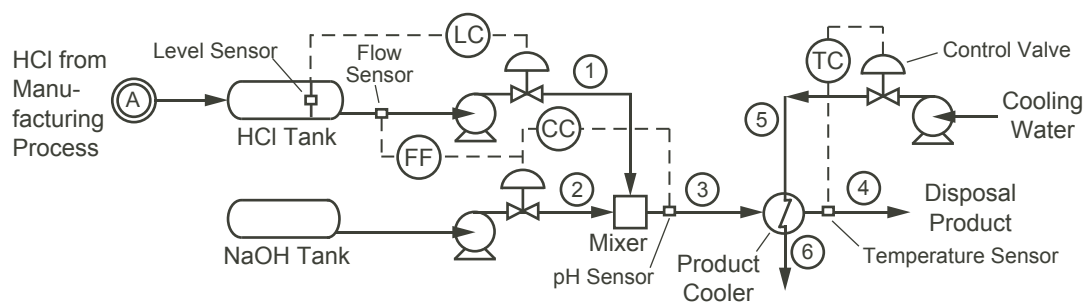 HCl from
Manu-
facturing
Process
A
Level Sensor
Flow
Sensor
LC
HCl Tank
FF
CC
1
NaOH Tank
2
Mixer
3
pH Sensor
TC
Control Valve
5
Cooling
Water
4
Disposal
Product
6
Product
Cooler
Temperature Sensor